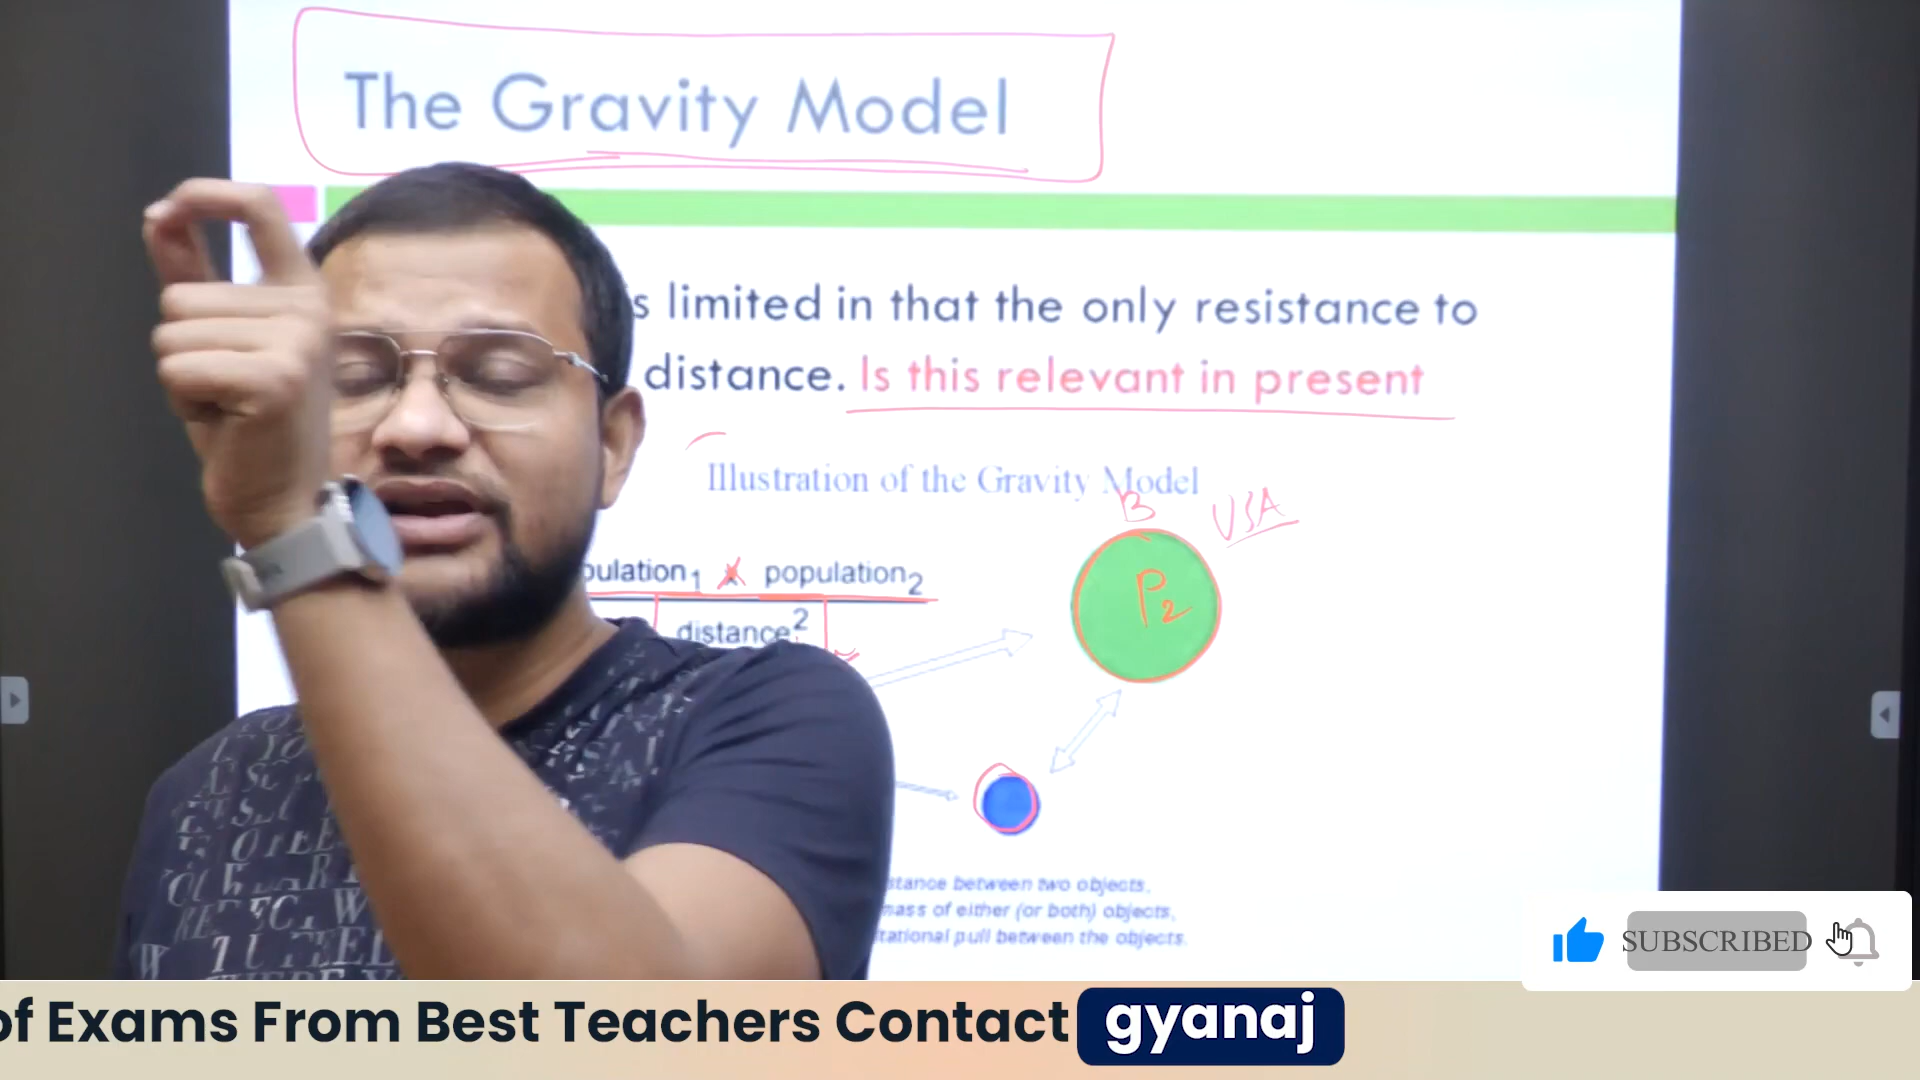 The Gravity Model
s limited in that the only resistance to
distance. Is this relevant in present
Illustration of the Gravity Model
B
USA
pulation1 x population2
distance2
P2
stance between two objects,
mass of either (or both) objects,
tational pull between the objects.
SUBSCRIBED
of Exams From Best Teachers Contact gyanaj